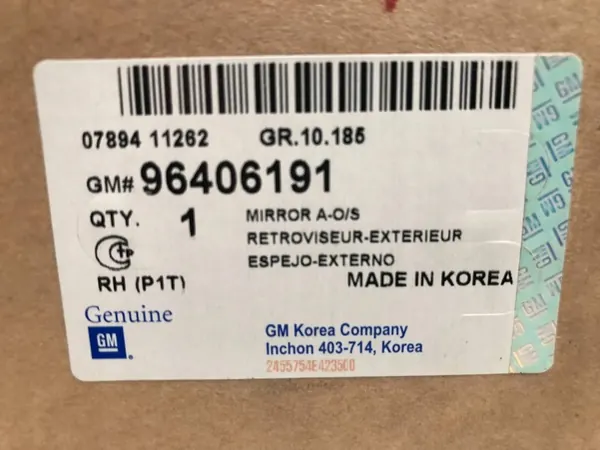 07894 11262 GR.10.185
GM# 96406191
QTY. 1 MIRROR A-O/S
RETROVISEUR-EXTERIEUR
ESPEJO-EXTERNO
RH (P1T) MADE IN KOREA
Genuine
GM
GM Korea Company
Inchon 403-714, Korea